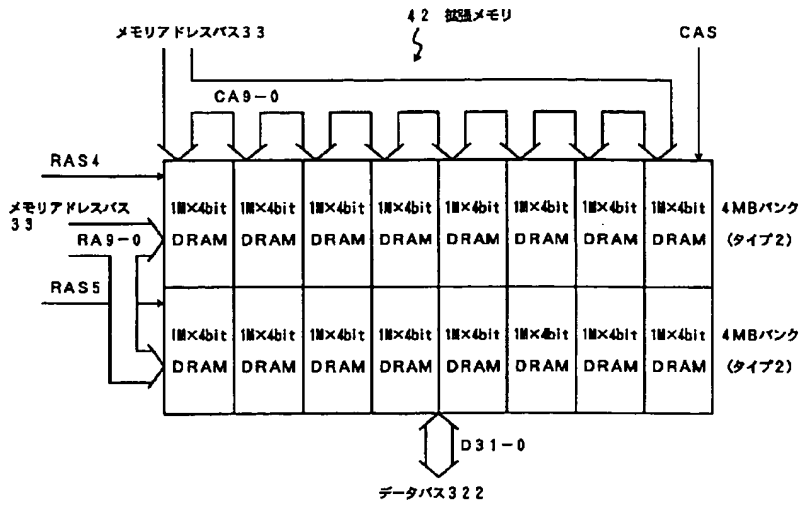 42 拡張メモリ
メモリアドレスバス33
CAS
CA9-0
RAS4
メモリアドレスバス
33
RA9-0
RAS5
1M×4bit 1M×4bit 1M×4bit 1M×4bit 1M×4bit 1M×4bit 1M×4bit 1M×4bit 4MBバンク
DRAM DRAM DRAM DRAM DRAM DRAM DRAM DRAM (タイプ2)
1M×4bit 1M×4bit 1M×4bit 1M×4bit 1M×4bit 1M×4bit 1M×4bit 1M×4bit 4MBバンク
DRAM DRAM DRAM DRAM DRAM DRAM DRAM DRAM (タイプ2)
D31-0
データバス322